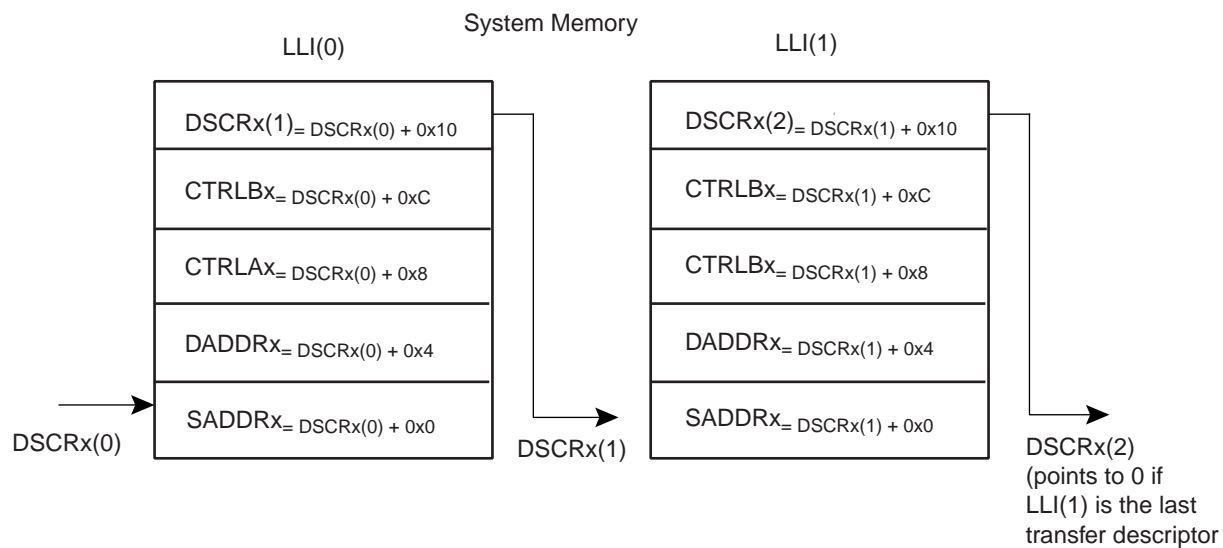 System Memory
LLI(0)
LLI(1)
DSCRx(1)= DSCRx(0) + 0x10
CTRLBx= DSCRx(0) + 0xC
CTRLAx= DSCRx(0) + 0x8
DADDRx= DSCRx(0) + 0x4
SADDRx= DSCRx(0) + 0x0
DSCRx(0)
DSCRx(1)
DSCRx(2)= DSCRx(1) + 0x10
CTRLBx= DSCRx(1) + 0xC
CTRLBx= DSCRx(1) + 0x8
DADDRx= DSCRx(1) + 0x4
SADDRx= DSCRx(1) + 0x0
DSCRx(2)
(points to 0 if
LLI(1) is the last
transfer descriptor